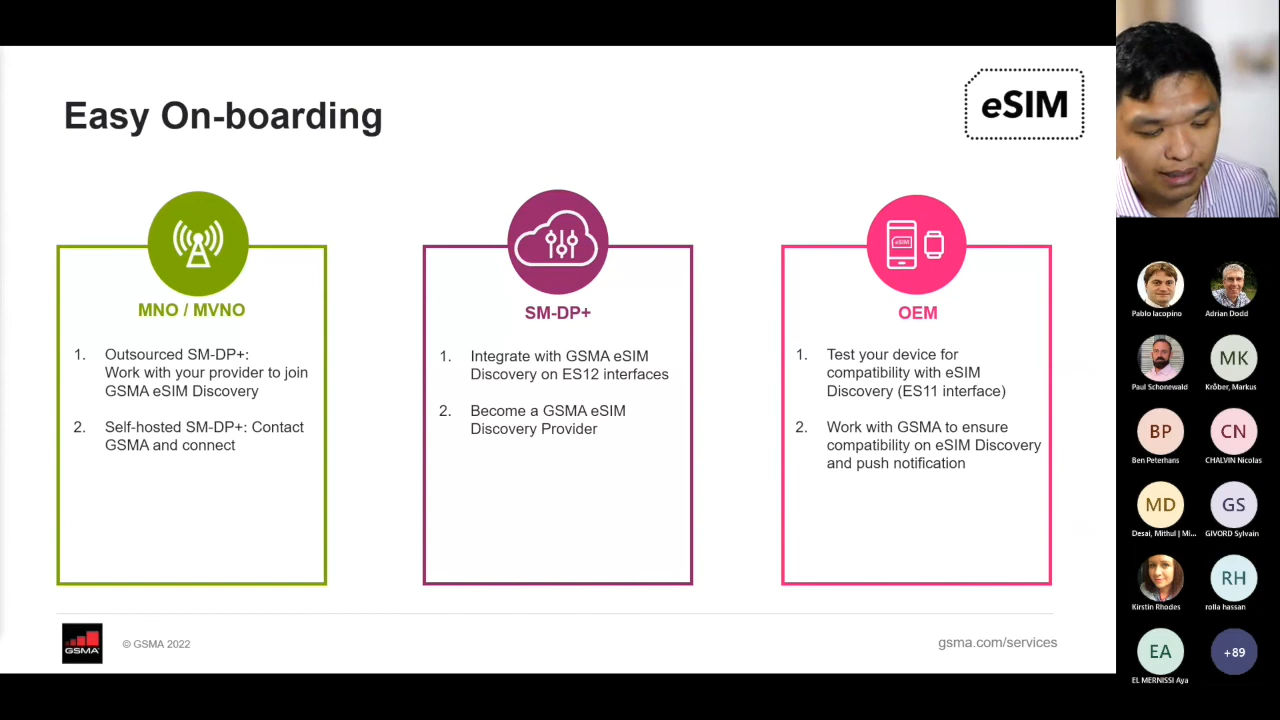 Easy On-boarding
eSIM
eSIM
MNO / MVNO
1. Outsourced SM-DP+:
Work with your provider to join
GSMA eSIM Discovery
2. Self-hosted SM-DP+: Contact
GSMA and connect
SM-DP+
1. Integrate with GSMA eSIM
Discovery on ES12 interfaces
2. Become a GSMA eSIM
Discovery Provider
OEM
1. Test your device for
compatibility with eSIM
Discovery (ES11 interface)
2. Work with GSMA to ensure
compatibility on eSIM Discovery
and push notification
GSMA
© GSMA 2022
gsma.com/services
Pablo Iacopino
Adrian Dodd
Paul Schonewald
MK
Kröber, Markus
BP
Ben Peterhans
CN
CHALVIN Nicolas
MD
Desai, Mithul | Mi...
GS
GIVORD Sylvain
Kirstin Rhodes
RH
rolla hassan
EA
EL MERNISSI Aya
+89